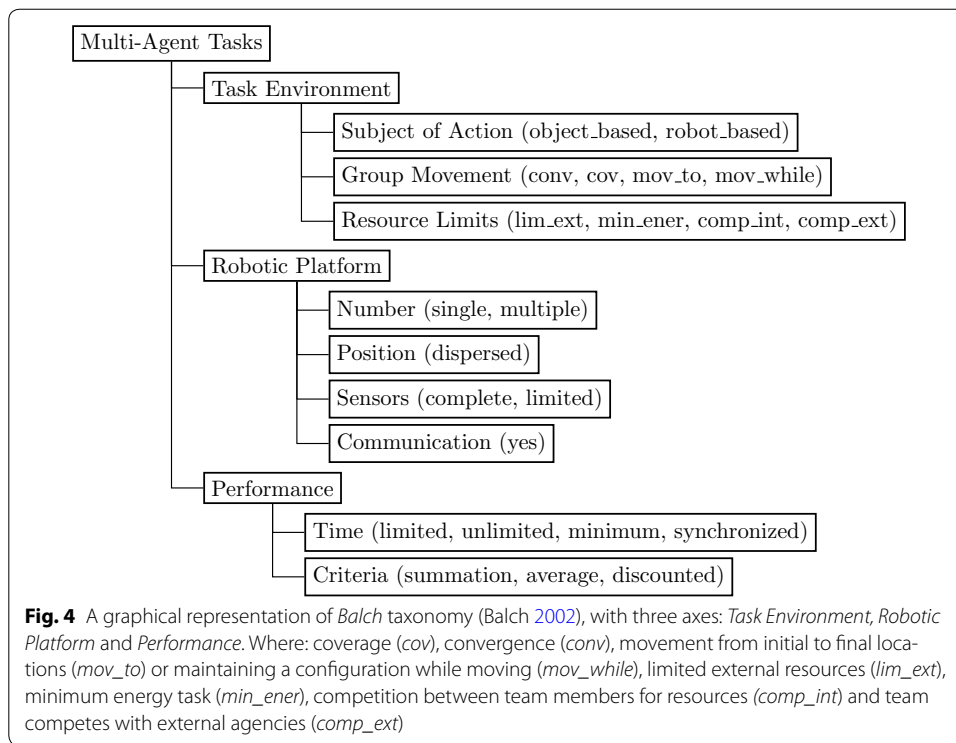 Multi-Agent Tasks
Task Environment
Subject of Action (object_based, robot_based)
Group Movement (conv, cov, mov_to, mov_while)
Resource Limits (lim_ext, min_ener, comp_int, comp_ext)
Robotic Platform
Number (single, multiple)
Position (dispersed)
Sensors (complete, limited)
Communication (yes)
Performance
Time (limited, unlimited, minimum, synchronized)
Criteria (summation, average, discounted)
Fig. 4 A graphical representation of Balch taxonomy (Balch 2002), with three axes: Task Environment, Robotic
Platform and Performance. Where: coverage (cov), convergence (conv), movement from initial to final loca-
tions (mov_to) or maintaining a configuration while moving (mov_while), limited external resources (lim_ext),
minimum energy task (min_ener), competition between team members for resources (comp_int) and team
competes with external agencies (comp_ext)